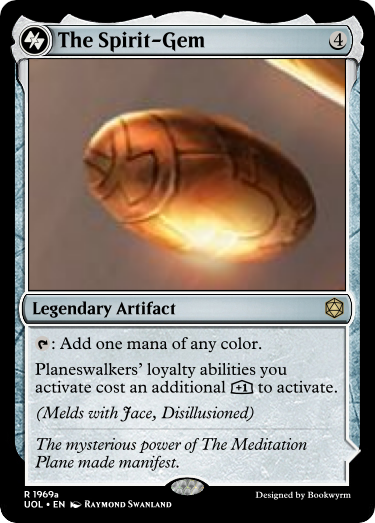 The Spirit-Gem 4
Legendary Artifact
: Add one mana of any color.
Planeswalkers' loyalty abilities you
activate cost an additional +1 to activate.
(Melds with Jace, Disillusioned)
The mysterious power of The Meditation
Plane made manifest.
R 1969a
UOL • EN Raymond Swanland
Designed by Bookwyrm